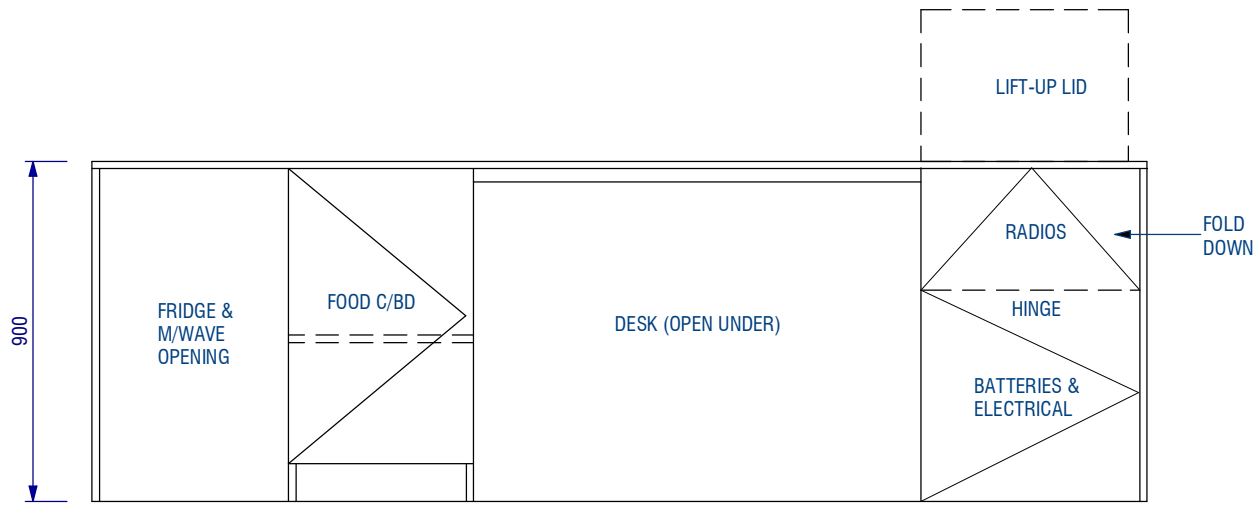 LIFT-UP LID
900
FRIDGE &
M/WAVE
OPENING
FOOD C/BD
DESK (OPEN UNDER)
RADIOS
FOLD
DOWN
HINGE
BATTERIES &
ELECTRICAL